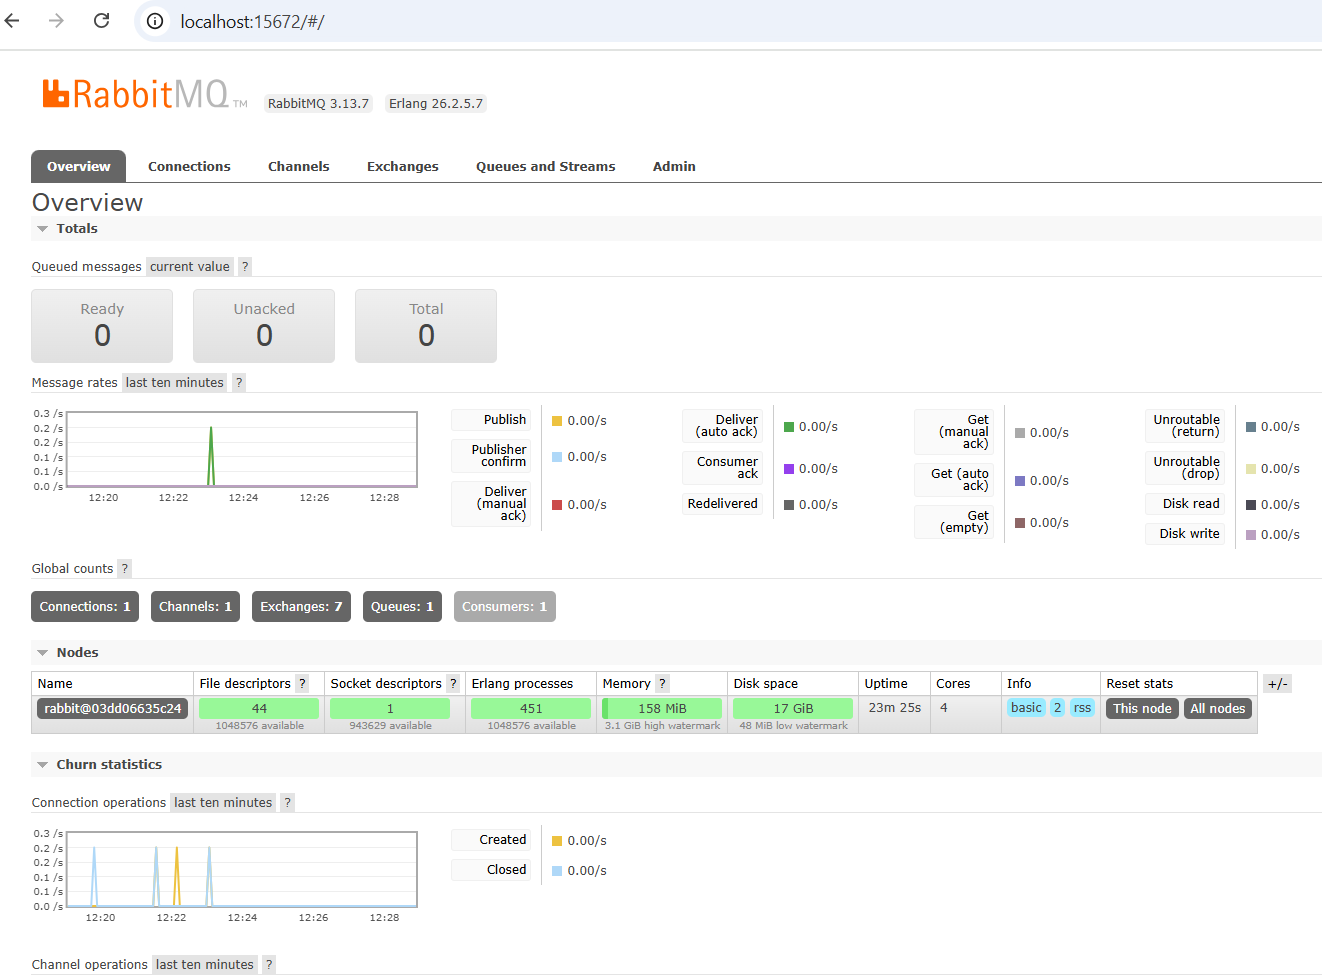 localhost:15672/#/
RabbitMQ TM RabbitMQ 3.13.7 Erlang 26.2.5.7
Overview Connections Channels Exchanges Queues and Streams Admin
Overview
Totals
Queued messages current value ?
Ready Unacked Total
0 0 0
Message rates last ten minutes ?
0.3 /s
0.2 /s
0.2 /s
0.1 /s
0.1 /s
0.0 /s
12:20 12:22 12:24 12:26 12:28
Publish 0.00/s
Publisher
confirm 0.00/s
Deliver
(manual
ack) 0.00/s
Deliver
(auto ack) 0.00/s
Consumer
ack 0.00/s
Redelivered 0.00/s
Get
(manual
ack) 0.00/s
Get (auto
ack) 0.00/s
Get
(empty) 0.00/s
Unroutable
(return) 0.00/s
Unroutable
(drop) 0.00/s
Disk read 0.00/s
Disk write 0.00/s
Global counts ?
Connections: 1 Channels: 1 Exchanges: 7 Queues: 1 Consumers: 1
Nodes
Name File descriptors ? Socket descriptors ? Erlang processes Memory ? Disk space Uptime Cores Info Reset stats +/-
rabbit@03dd06635c24 44 1 451 158 MiB 17 GiB 23m 25s 4 basic 2 rss This node All nodes
1048576 available 943629 available 1048576 available 3.1 GiB high watermark 48 MiB low watermark
Churn statistics
Connection operations last ten minutes ?
0.3 /s
0.2 /s
0.2 /s
0.1 /s
0.1 /s
0.0 /s
12:20 12:22 12:24 12:26 12:28
Created 0.00/s
Closed 0.00/s
Channel operations last ten minutes ?